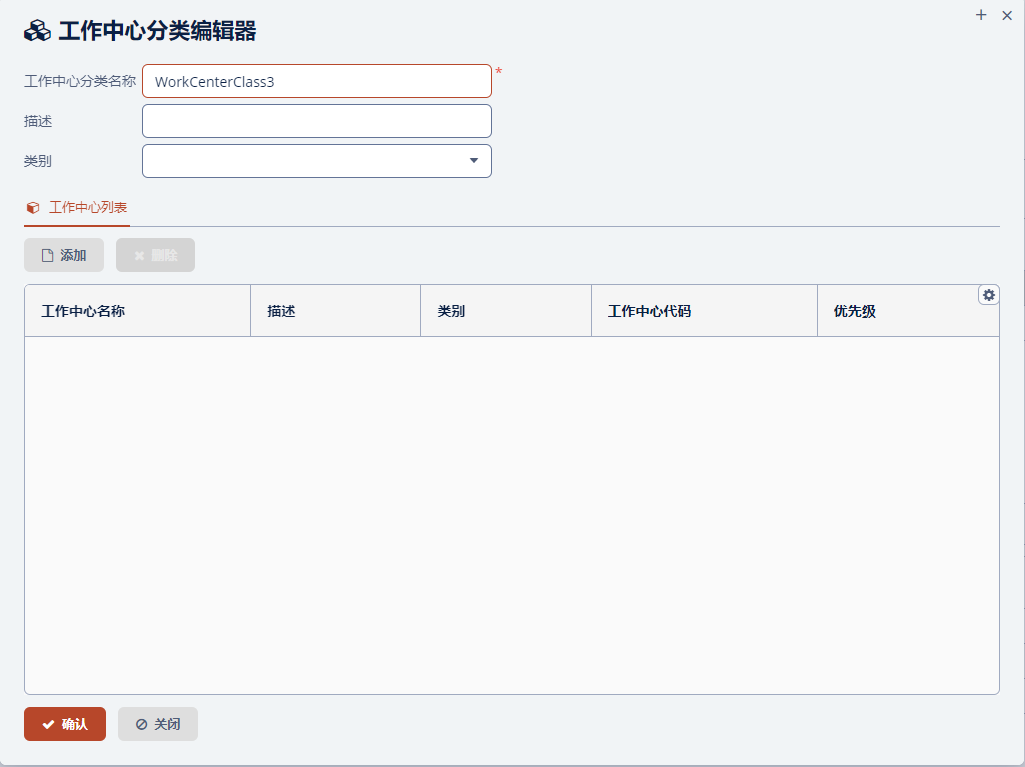 工作中心分类编辑器
工作中心分类名称 WorkCenterClass3 *
描述
类别
工作中心列表
添加 删除
工作中心名称 描述 类别 工作中心代码 优先级
确认 关闭